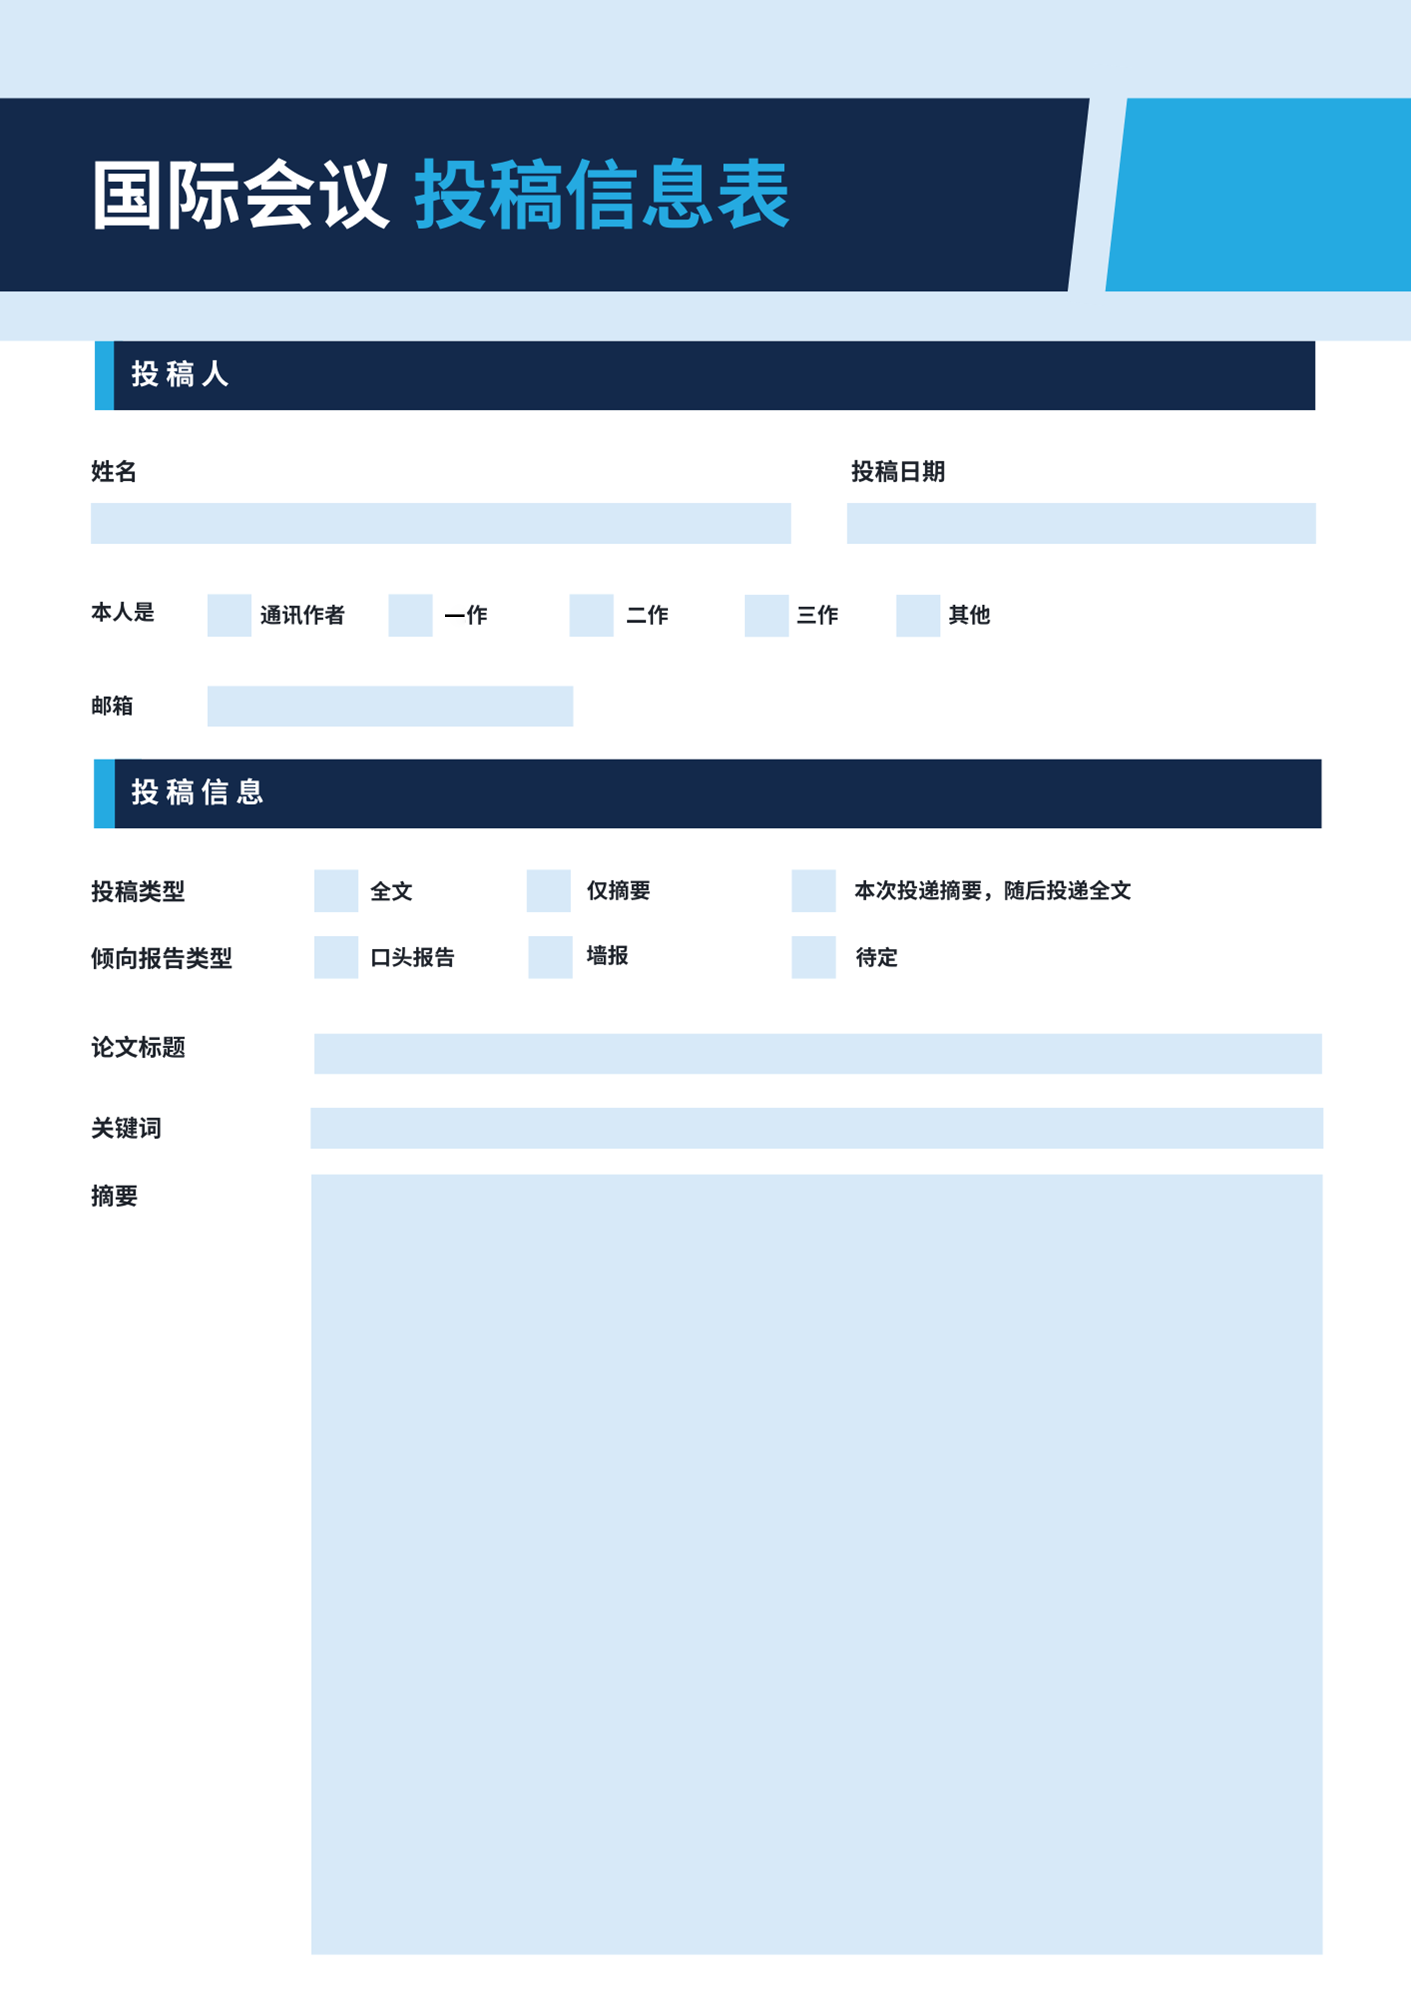 国际会议 投稿信息表
投稿人
姓名 投稿日期
本人是 通讯作者 一作 二作 三作 其他
邮箱
投稿信息
投稿类型 全文 仅摘要 本次投递摘要，随后投递全文
倾向报告类型 口头报告 墙报 待定
论文标题
关键词
摘要